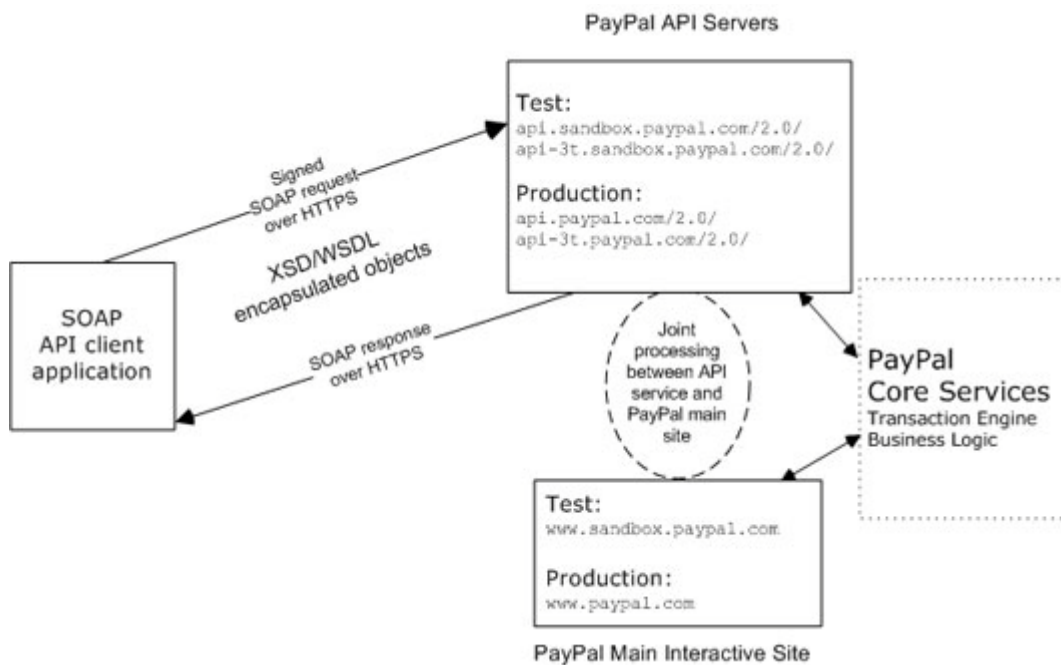 PayPal API Servers
Test:
api.sandbox.paypal.com/2.0/
api-3t.sandbox.paypal.com/2.0/
Production:
api.paypal.com/2.0/
api-3t.paypal.com/2.0/
Signed
SOAP request
over HTTPS
XSD/WSDL
encapsulated objects
SOAP
API client
application
SOAP response
over HTTPS
Joint
processing
between API
service and
PayPal main
site
PayPal
Core Services
Transaction Engine
Business Logic
Test:
www.sandbox.paypal.com
Production:
www.paypal.com
PayPal Main Interactive Site